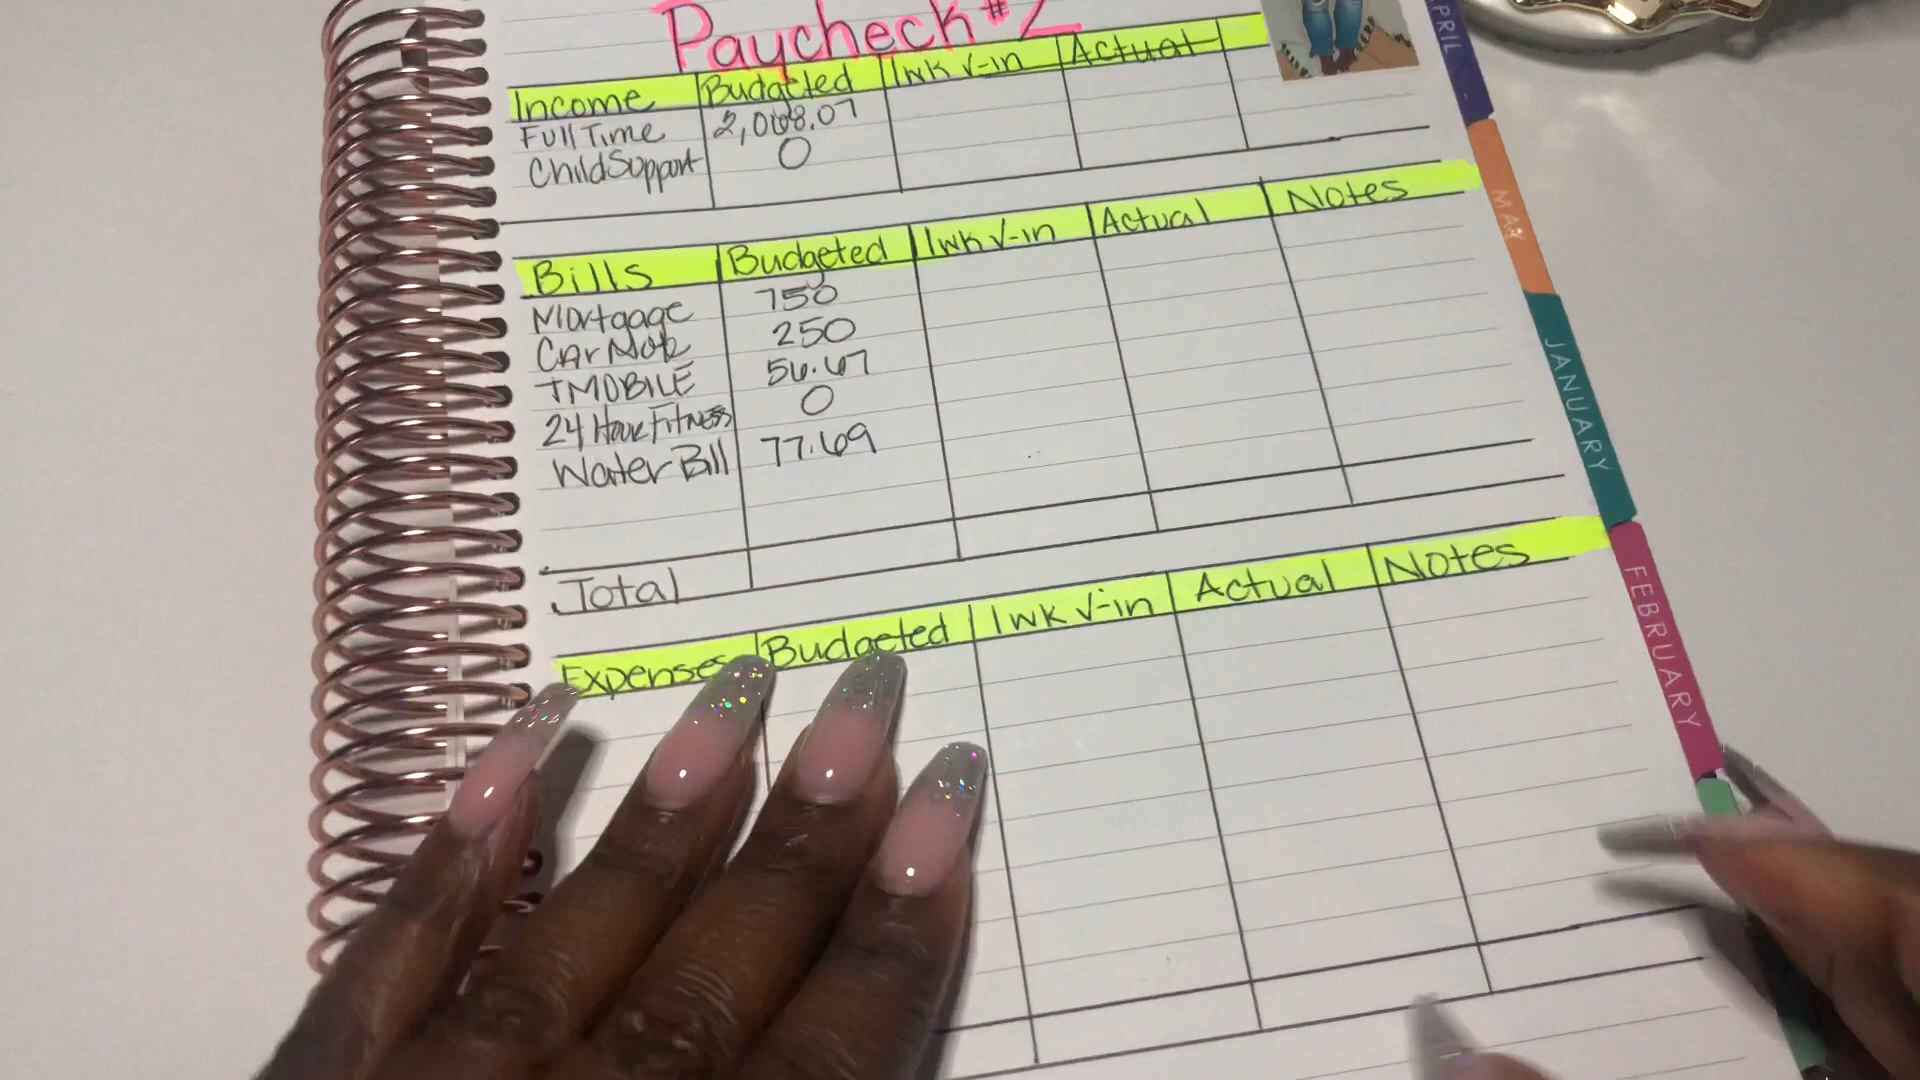 Paycheck #2
Income Budgeted 1wk √-in Actual
Full Time 2,068.07
Child Support 0
Bills Budgeted 1wk √-in Actual Notes
Mortgage 750
Car Note 250
TMOBILE 56.67
24 Hour Fitness 0
Water Bill 77.69
Total
Expenses Budgeted 1wk √-in Actual Notes
APRIL
MAY
JANUARY
FEBRUARY